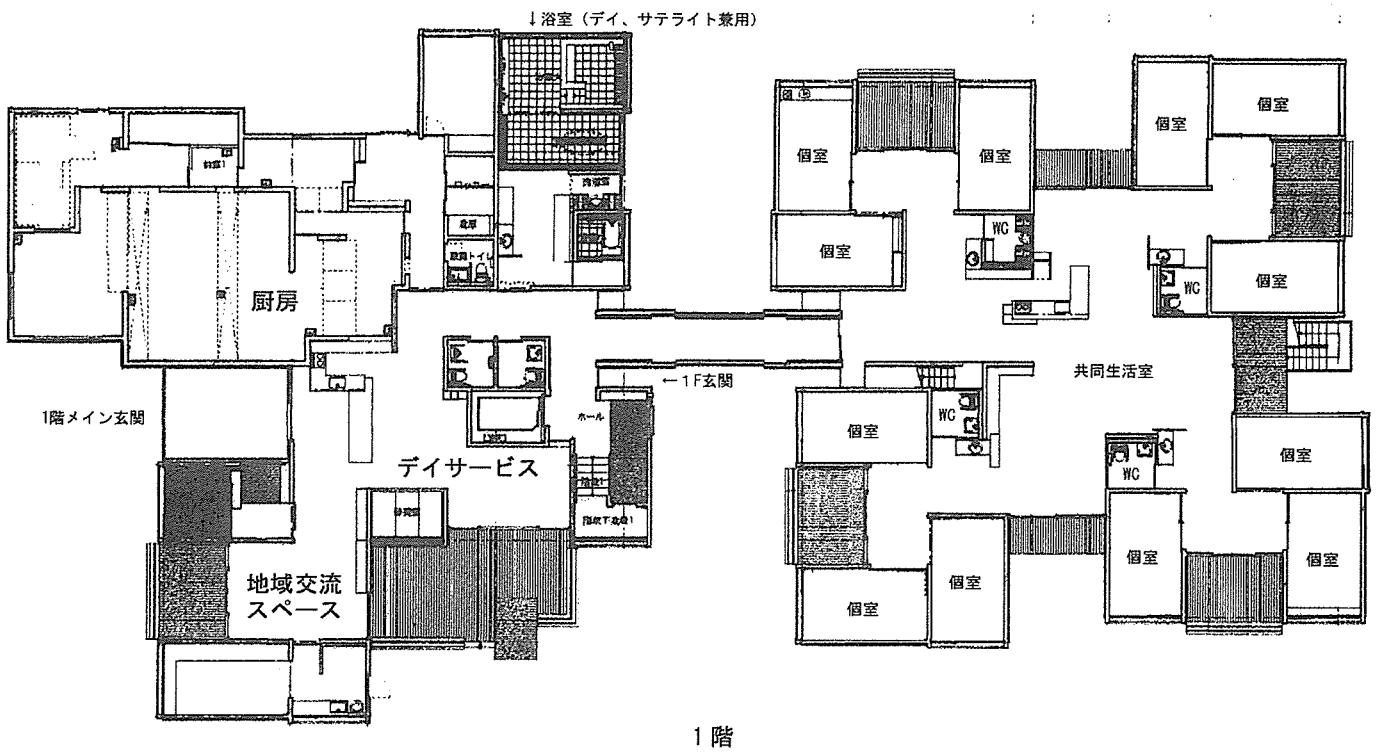 ↓浴室（デイ、サテライト兼用）
個室
個室
個室
個室
個室
WC
個室
WC
個室
厨房
←1F玄関
共同生活室
1階メイン玄関
ホール
個室
WC
個室
WC
デイサービス
個室
個室
個室
個室
地域交流
スペース
1階